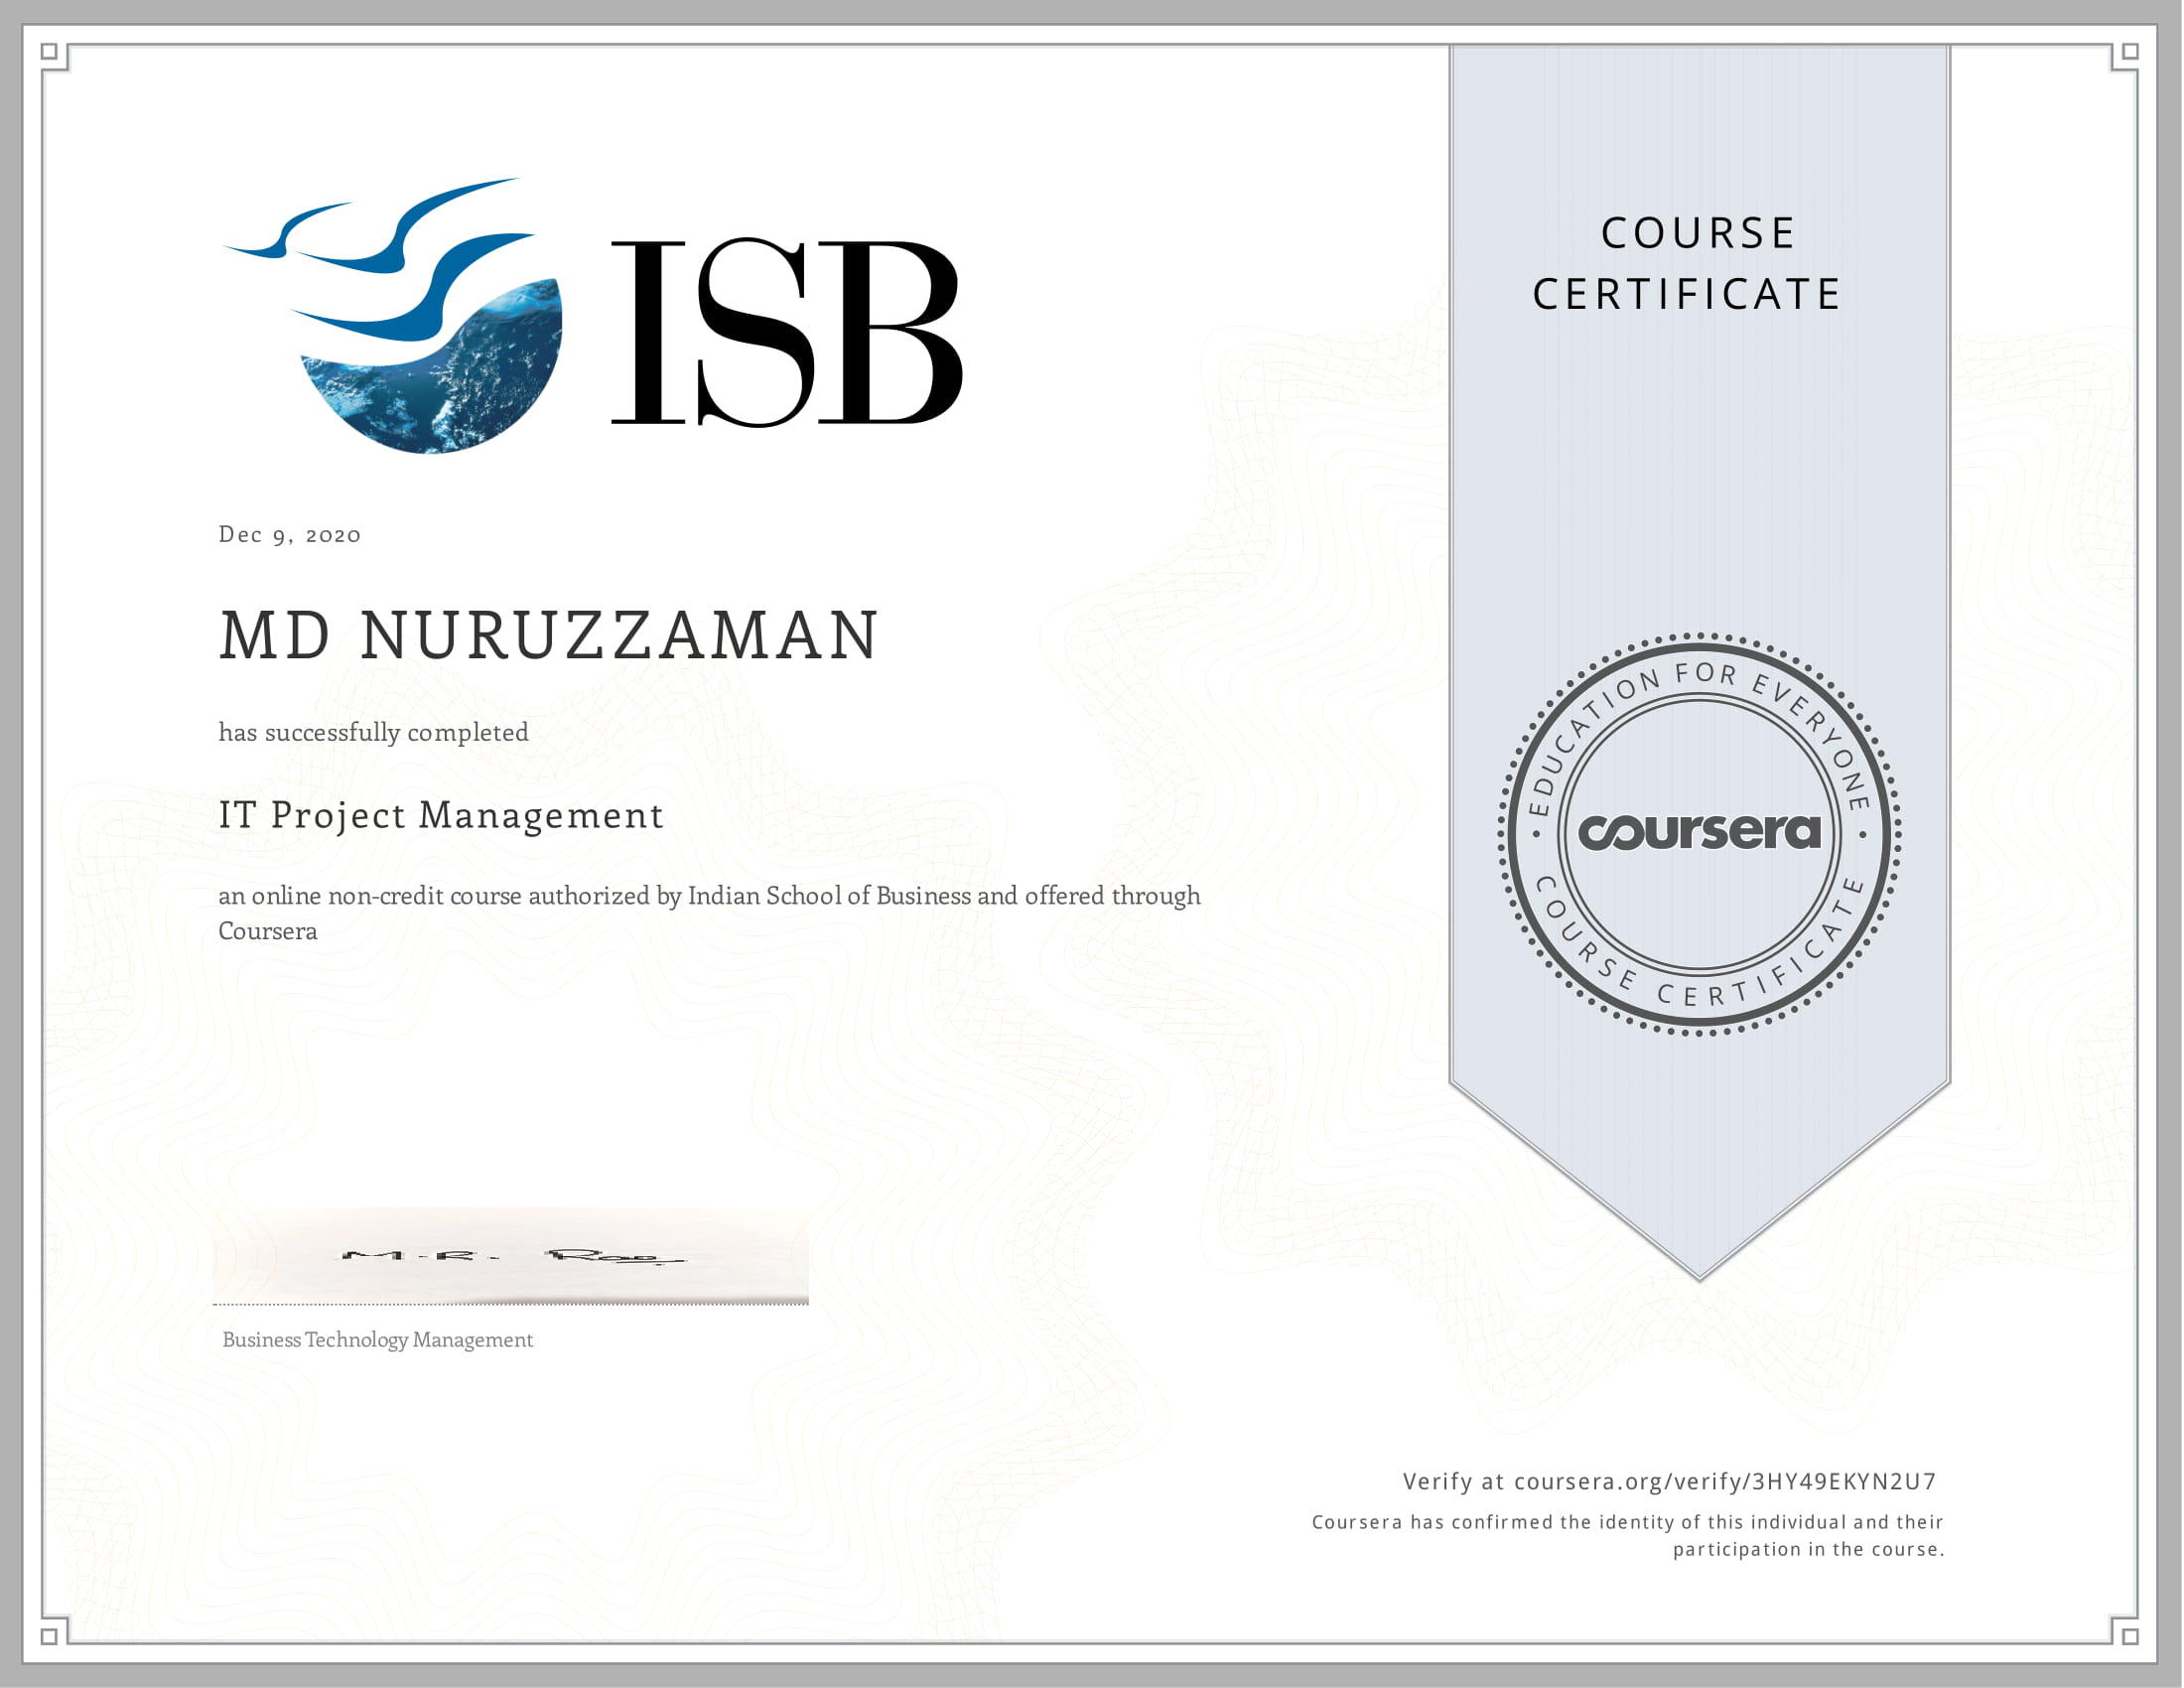 ISB
Dec 9, 2020
MD NURUZZAMAN
has successfully completed
IT Project Management
an online non-credit course authorized by Indian School of Business and offered through
Coursera
M.R. Rao
Business Technology Management
COURSE
CERTIFICATE
EDUCATION FOR EVERYONE
coursera
COURSE CERTIFICATE
Verify at coursera.org/verify/3HY49EKYN2U7
Coursera has confirmed the identity of this individual and their
participation in the course.